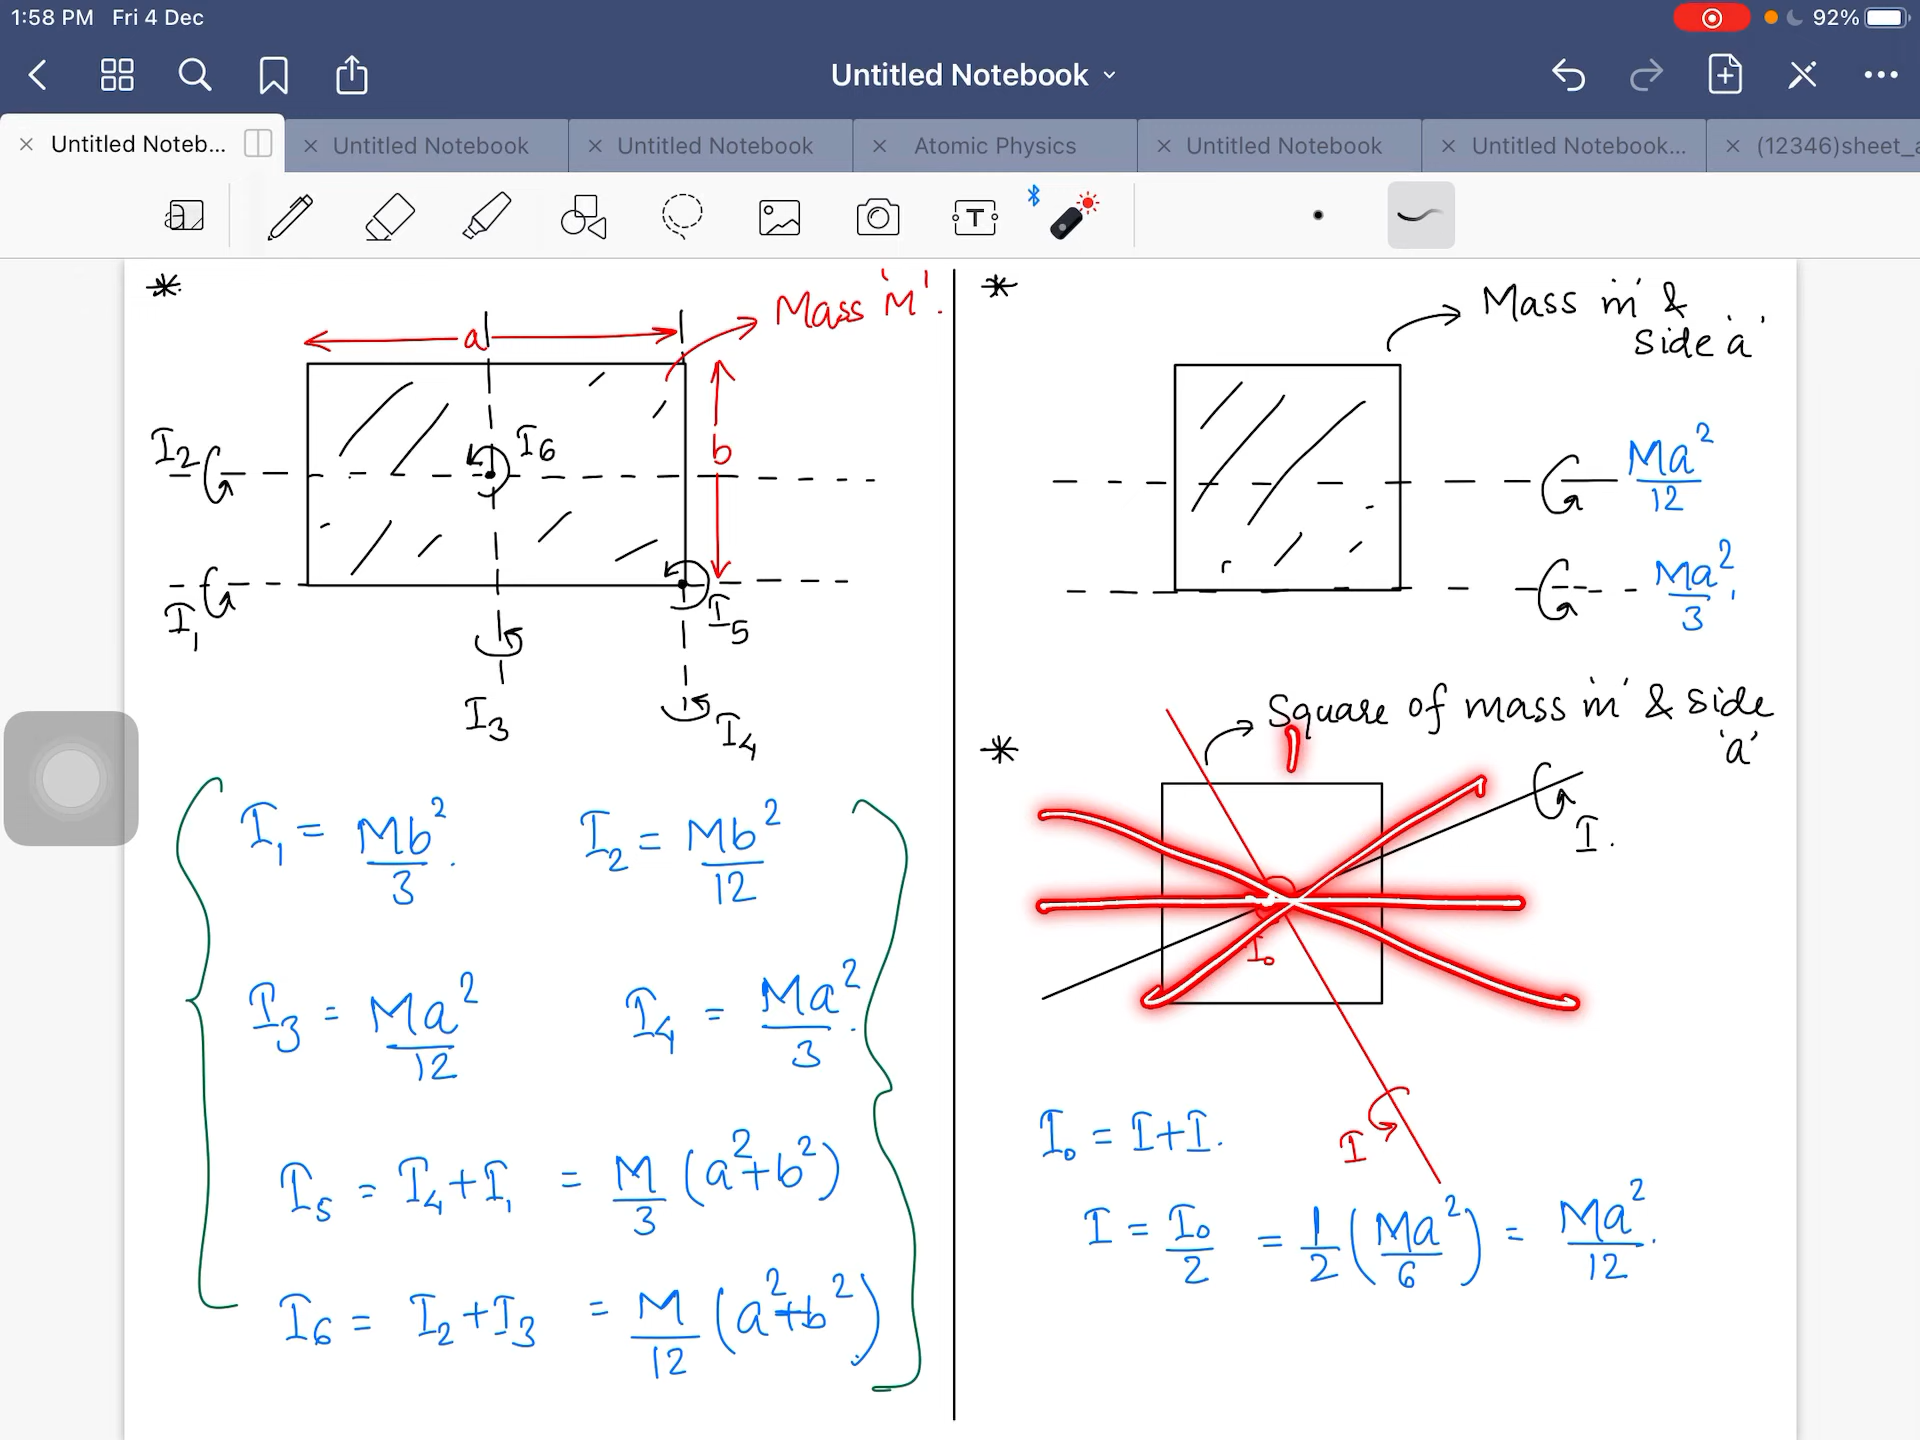 1:58 PM Fri 4 Dec
92%
Untitled Notebook
Untitled Noteb...
Untitled Notebook
Untitled Notebook
Atomic Physics
Untitled Notebook
Untitled Notebook...
(12346)sheet_a
*
Mass 'M'.
a
b
I₂
I₆
I₁
I₅
I₃
I₄
I₁ = Mb²/3.
I₂ = Mb²/12
I₃ = Ma²/12
I₄ = Ma²/3.
I₅ = I₄+I₁ = M/3 (a²+b²)
I₆ = I₂+I₃ = M/12 (a²+b²)
*
Mass 'm' &
side 'a'
Ma²/12
Ma²/3.
*
Square of mass 'm' & side
'a'
I.
I₀
I
I₀ = I+I.
I = I₀/2 = 1/2 (Ma²/6) = Ma²/12.